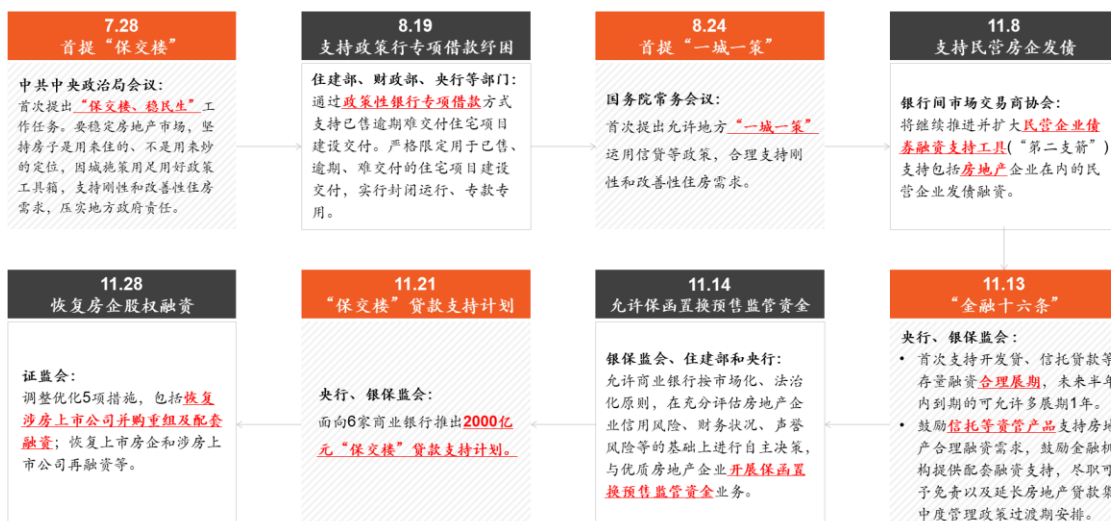 7.28
首提“保交楼”
中共中央政治局会议：
首次提出“保交楼、稳民生”工
作任务。要稳定房地产市场，坚
持房子是用来住的、不是用来炒
的定位，因城施策用足用好政策
工具箱，支持刚性和改善性住房
需求，压实地方政府责任。
8.19
支持政策行专项借款纾困
住建部、财政部、央行等部门：
通过政策性银行专项借款方式
支持已售逾期难交付住宅项目
建设交付。严格限定用于已售、
逾期、难交付的住宅项目建设
交付，实行封闭运行、专款专
用。
8.24
首提“一城一策”
国务院常务会议：
首次提出允许地方“一城一策”
运用信贷等政策，合理支持刚
性和改善性住房需求。
11.8
支持民营房企发债
银行间市场交易商协会：
将继续推进并扩大民营企业债
券融资支持工具(“第二支箭”)
支持包括房地产企业在内的民
营企业发债融资。
11.13
“金融十六条”
央行、银保监会：
• 首次支持开发贷、信托贷款等
存量融资合理展期，未来半年
内到期的可允许多展期1年。
• 鼓励信托等资管产品支持房地
产合理融资需求，鼓励金融机
构提供配套融资支持，尽职可
予免责以及延长房地产贷款集
中度管理政策过渡期安排。
11.14
允许保函置换预售监管资金
银保监会、住建部和央行：
允许商业银行按市场化、法治
化原则，在充分评估房地产企
业信用风险、财务状况、声誉
风险等的基础上进行自主决策，
与优质房地产企业开展保函置
换预售监管资金业务。
11.21
“保交楼”贷款支持计划
央行、银保监会：
面向6家商业银行推出2000亿
元“保交楼”贷款支持计划。
11.28
恢复房企股权融资
证监会：
调整优化5项措施，包括恢复
涉房上市公司并购重组及配套
融资；恢复上市房企和涉房上
市公司再融资等。